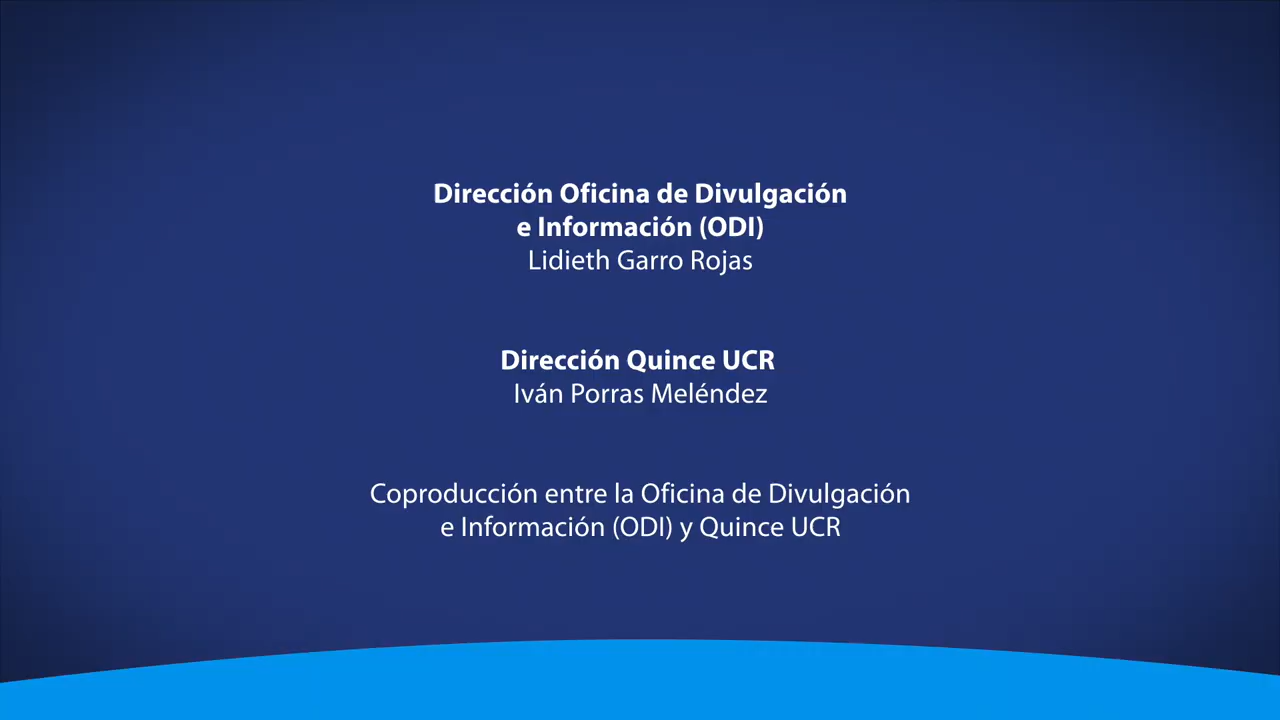 Dirección Oficina de Divulgación
e Información (ODI)
Lidieth Garro Rojas
Dirección Quince UCR
Iván Porras Meléndez
Coproducción entre la Oficina de Divulgación
e Información (ODI) y Quince UCR